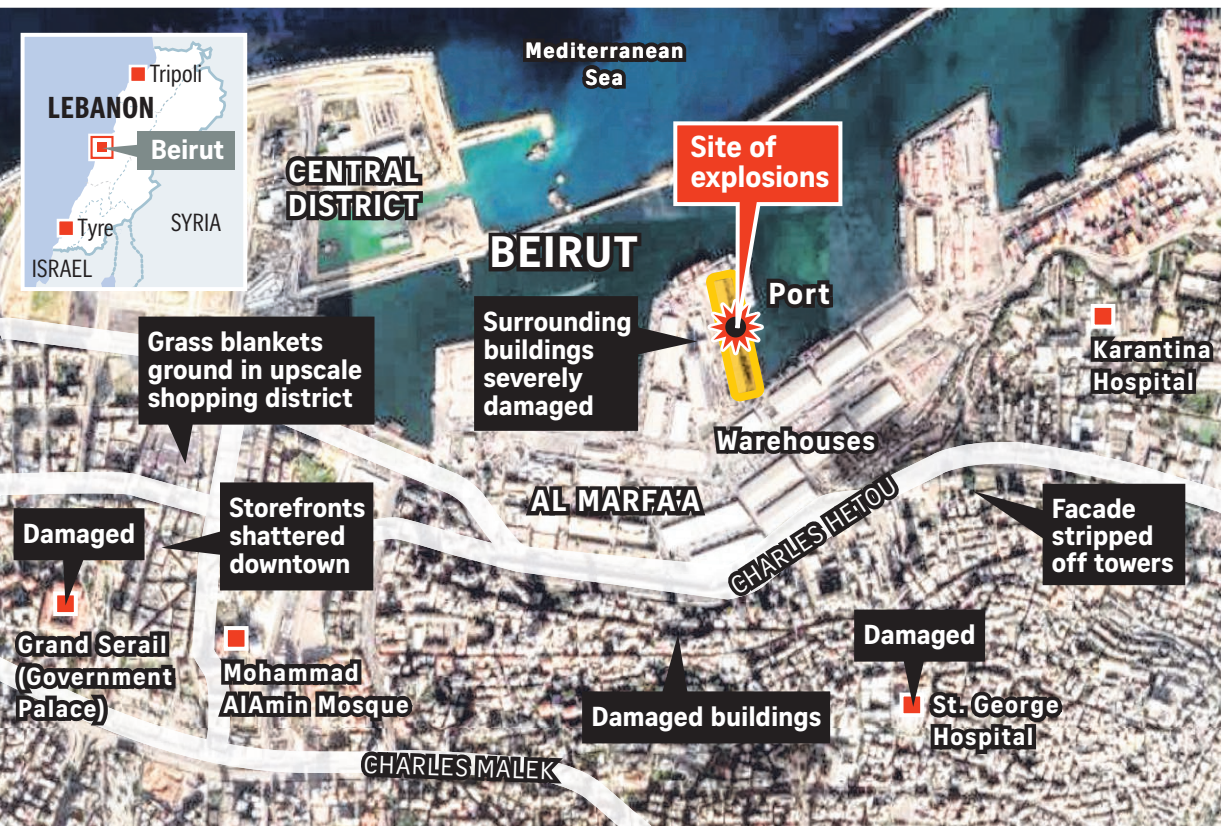 Mediterranean
Sea
Tripoli
LEBANON
Beirut
SYRIA
Tyre
ISRAEL
CENTRAL
DISTRICT
Site of
explosions
BEIRUT
Port
Surrounding
buildings
severely
damaged
Grass blankets
ground in upscale
shopping district
Karantina
Hospital
Warehouses
AL MARFA'A
CHARLES HETOU
Storefronts
shattered
downtown
Damaged
Facade
stripped
off towers
Grand Serail
(Government
Palace)
Mohammad
AlAmin Mosque
Damaged
St. George
Hospital
Damaged buildings
CHARLES MALEK